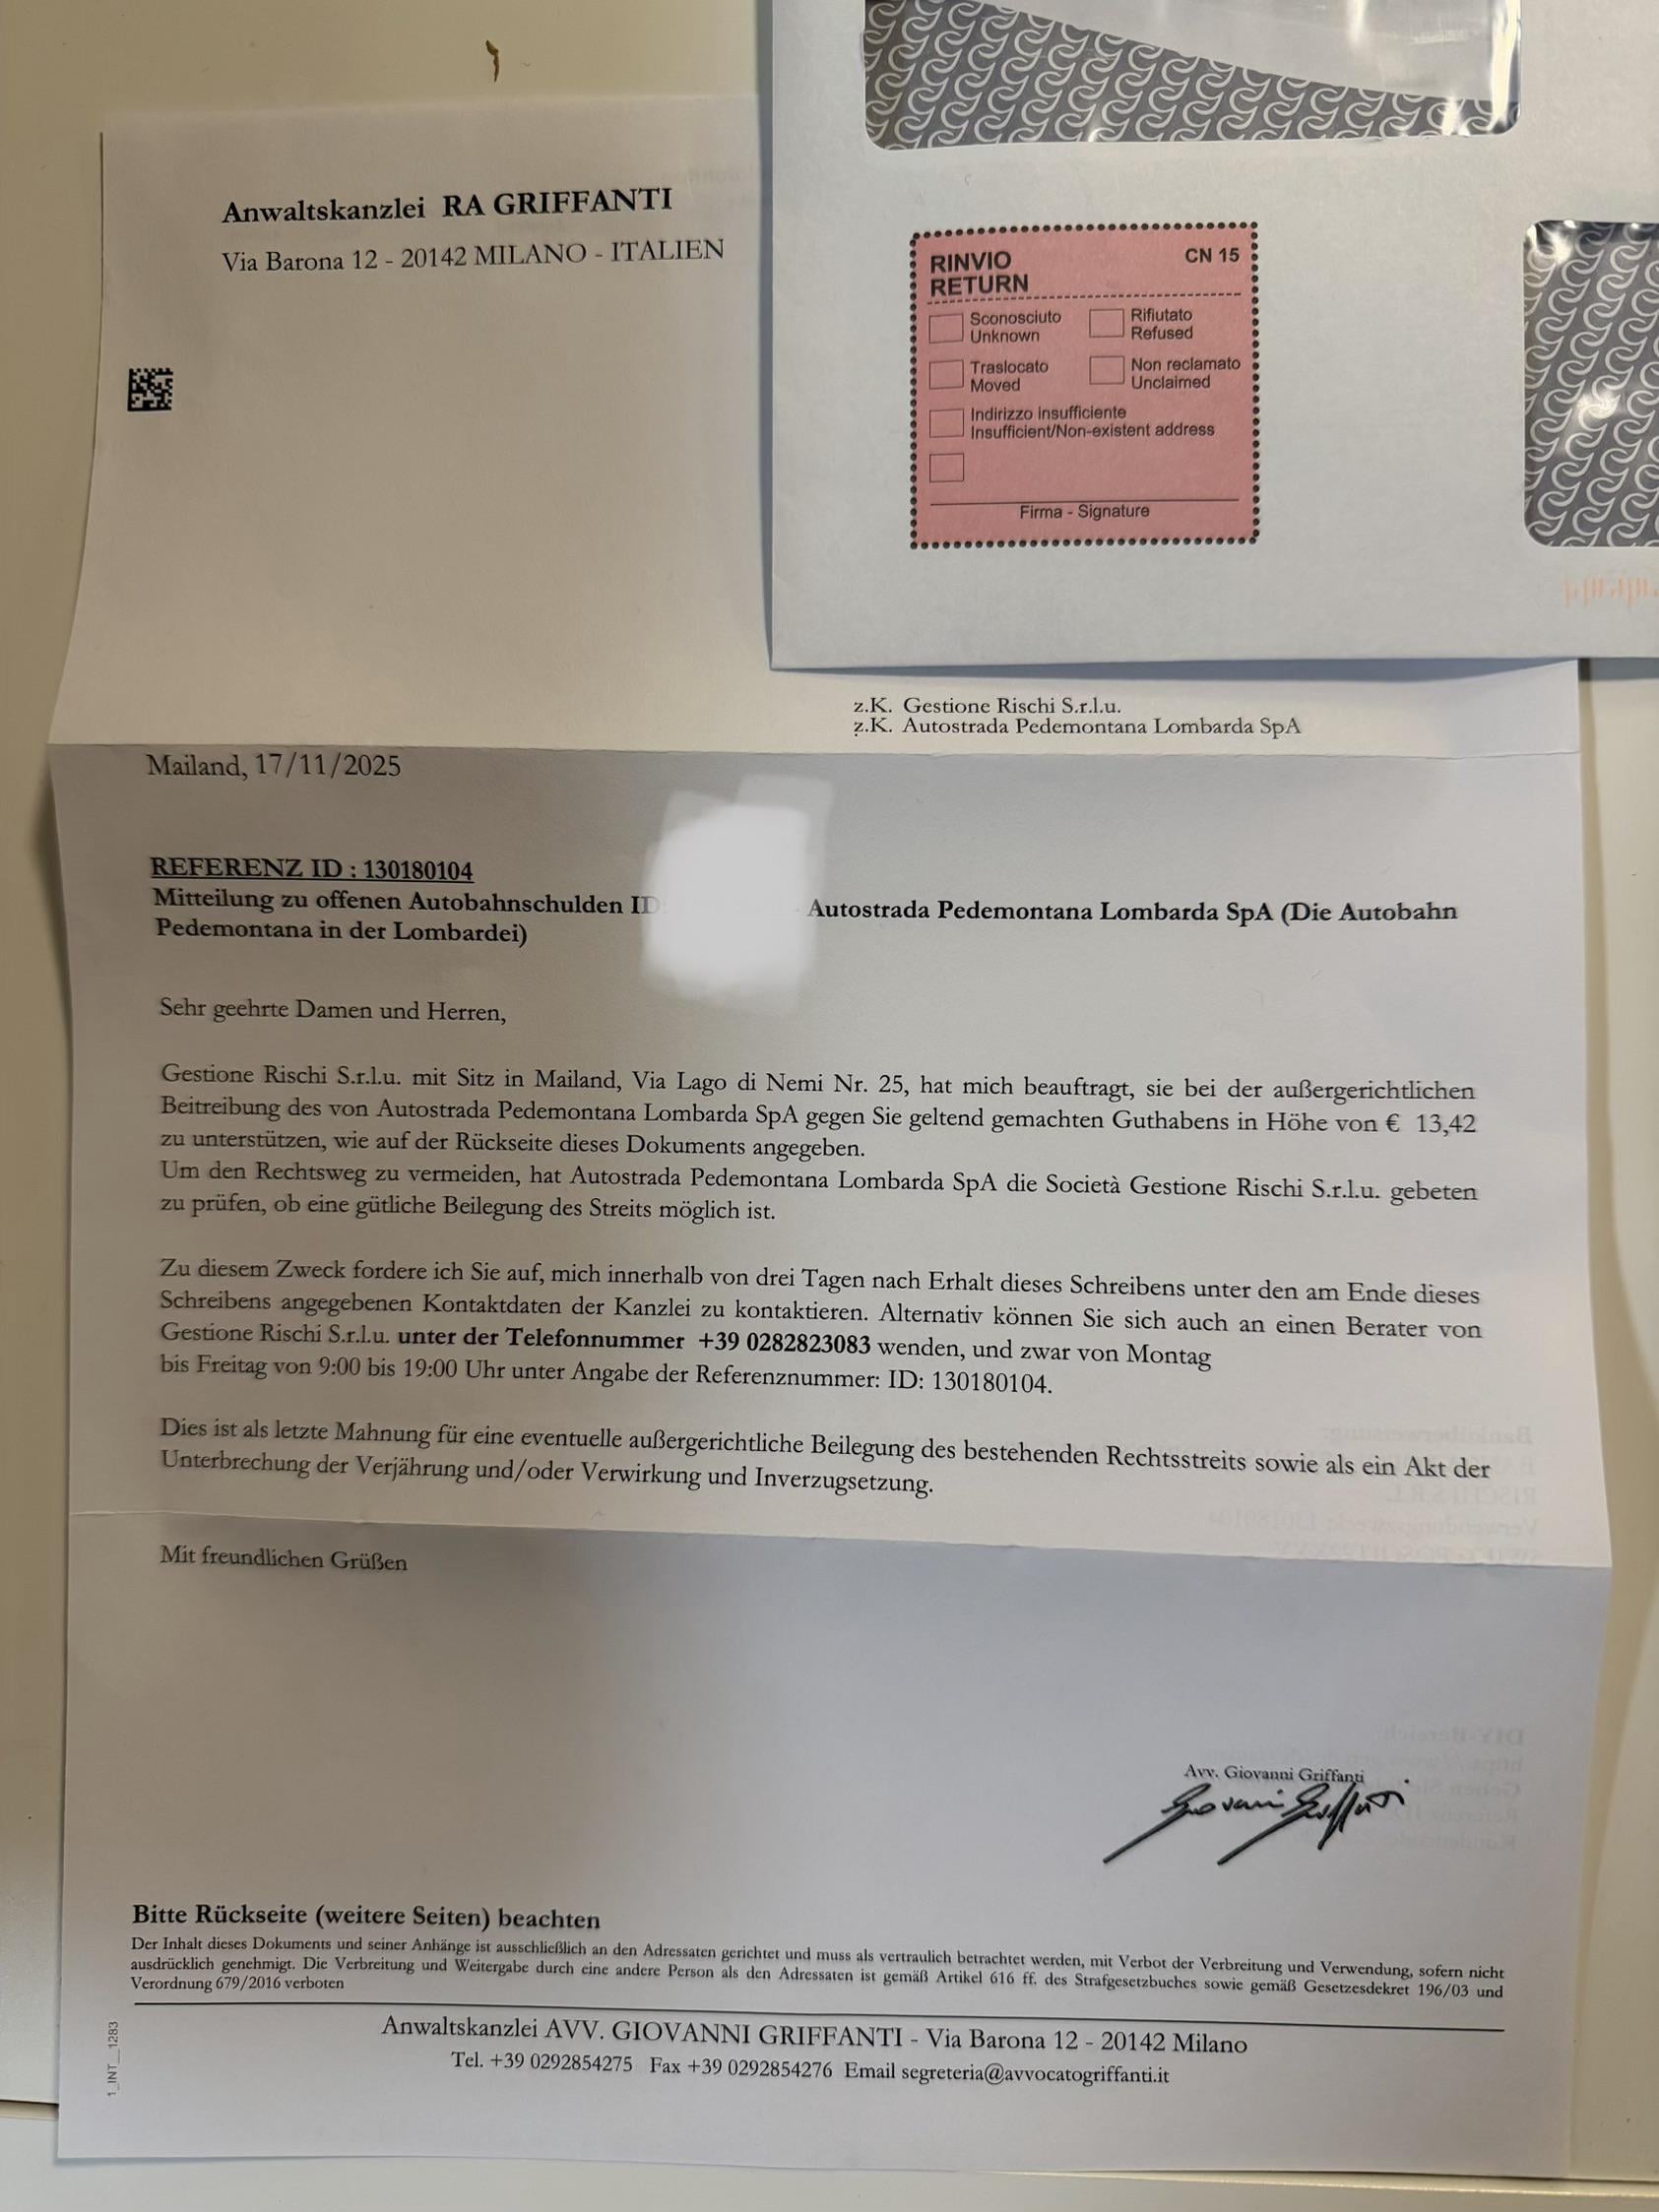 Anwaltskanzlei RA GRIFFANTI
Via Barona 12 - 20142 MILANO - ITALIEN
RINVIO CN 15
RETURN
Sconosciuto
Unknown
Rifiutato
Refused
Traslocato
Moved
Non reclamato
Unclaimed
Indirizzo insufficiente
Insufficient/Non-existent address
Firma - Signature
z.K. Gestione Rischi S.r.l.u.
z.K. Autostrada Pedemontana Lombarda SpA
Mailand, 17/11/2025
REFERENZ ID : 130180104
Mitteilung zu offenen Autobahnschulden ID Autostrada Pedemontana Lombarda SpA (Die Autobahn
Pedemontana in der Lombardei)
Sehr geehrte Damen und Herren,
Gestione Rischi S.r.l.u. mit Sitz in Mailand, Via Lago di Nemi Nr. 25, hat mich beauftragt, sie bei der außergerichtlichen
Beitreibung des von Autostrada Pedemontana Lombarda SpA gegen Sie geltend gemachten Guthabens in Höhe von € 13,42
zu unterstützen, wie auf der Rückseite dieses Dokuments angegeben.
Um den Rechtsweg zu vermeiden, hat Autostrada Pedemontana Lombarda SpA die Società Gestione Rischi S.r.l.u. gebeten
zu prüfen, ob eine gütliche Beilegung des Streits möglich ist.
Zu diesem Zweck fordere ich Sie auf, mich innerhalb von drei Tagen nach Erhalt dieses Schreibens unter den am Ende dieses
Schreibens angegebenen Kontaktdaten der Kanzlei zu kontaktieren. Alternativ können Sie sich auch an einen Berater von
Gestione Rischi S.r.l.u. unter der Telefonnummer +39 0282823083 wenden, und zwar von Montag
bis Freitag von 9:00 bis 19:00 Uhr unter Angabe der Referenznummer: ID: 130180104.
Dies ist als letzte Mahnung für eine eventuelle außergerichtliche Beilegung des bestehenden Rechtsstreits sowie als ein Akt der
Unterbrechung der Verjährung und/oder Verwirkung und Inverzugsetzung.
Mit freundlichen Grüßen
Avv. Giovanni Griffanti
Giovanni Griffanti
Bitte Rückseite (weitere Seiten) beachten
Der Inhalt dieses Dokuments und seiner Anhänge ist ausschließlich an den Adressaten gerichtet und muss als vertraulich betrachtet werden, mit Verbot der Verbreitung und Verwendung, sofern nicht
ausdrücklich genehmigt. Die Verbreitung und Weitergabe durch eine andere Person als den Adressaten ist gemäß Artikel 616 ff. des Strafgesetzbuches sowie gemäß Gesetzesdekret 196/03 und
Verordnung 679/2016 verboten
Anwaltskanzlei AVV. GIOVANNI GRIFFANTI - Via Barona 12 - 20142 Milano
Tel. +39 0292854275 Fax +39 0292854276 Email segreteria@avvocatogriffanti.it
1_INT__1283